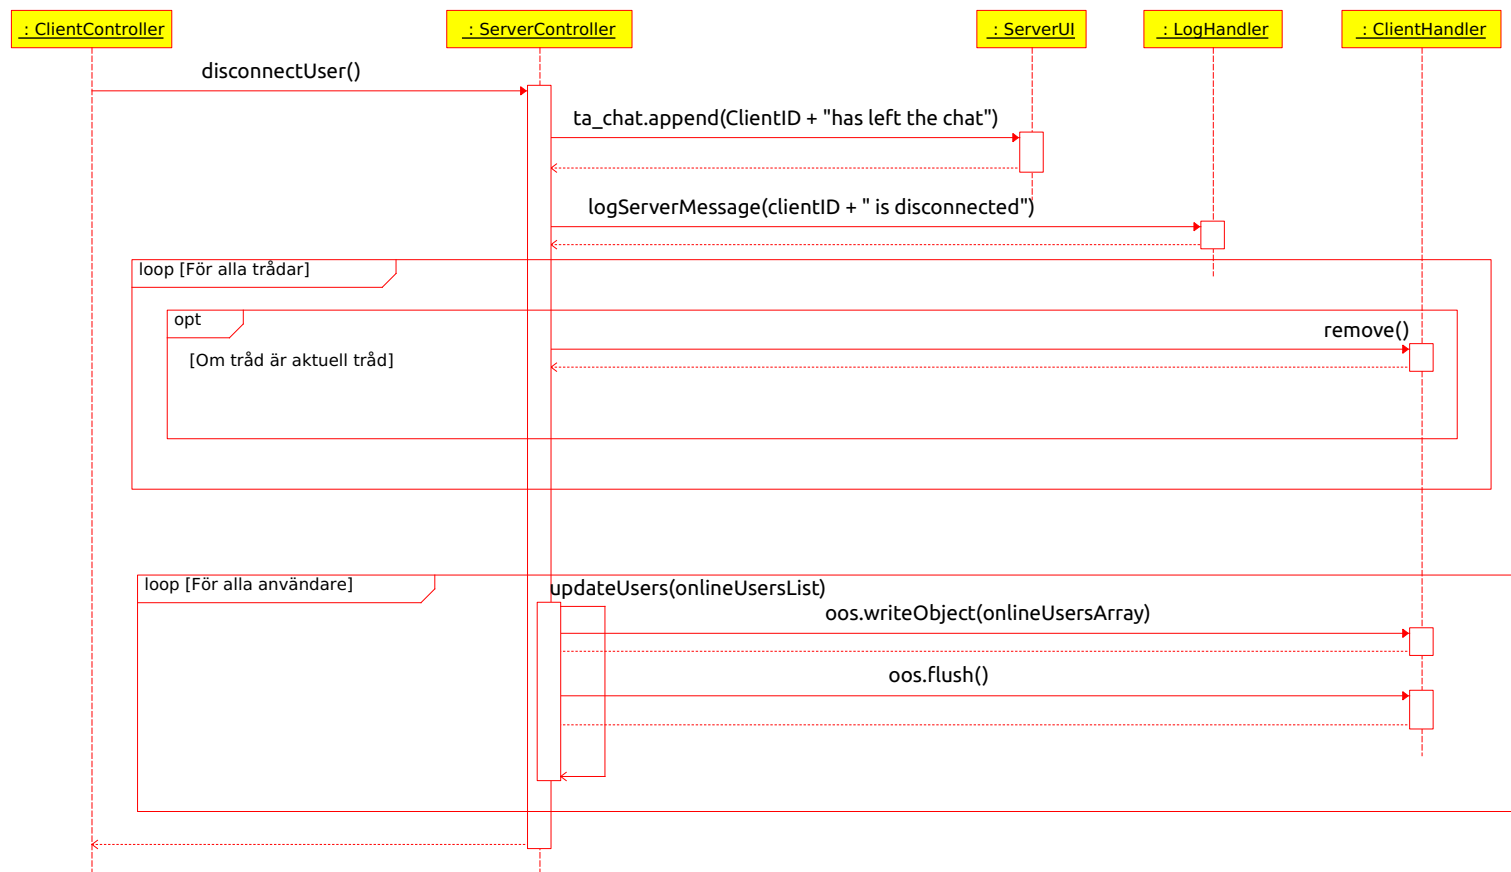 : ClientController
: ServerController
: ServerUI
: LogHandler
: ClientHandler
disconnectUser()
ta_chat.append(ClientID + "has left the chat")
logServerMessage(clientID + " is disconnected")
loop [För alla trådar]
opt
remove()
[Om tråd är aktuell tråd]
loop [För alla användare]
updateUsers(onlineUsersList)
oos.writeObject(onlineUsersArray)
oos.flush()